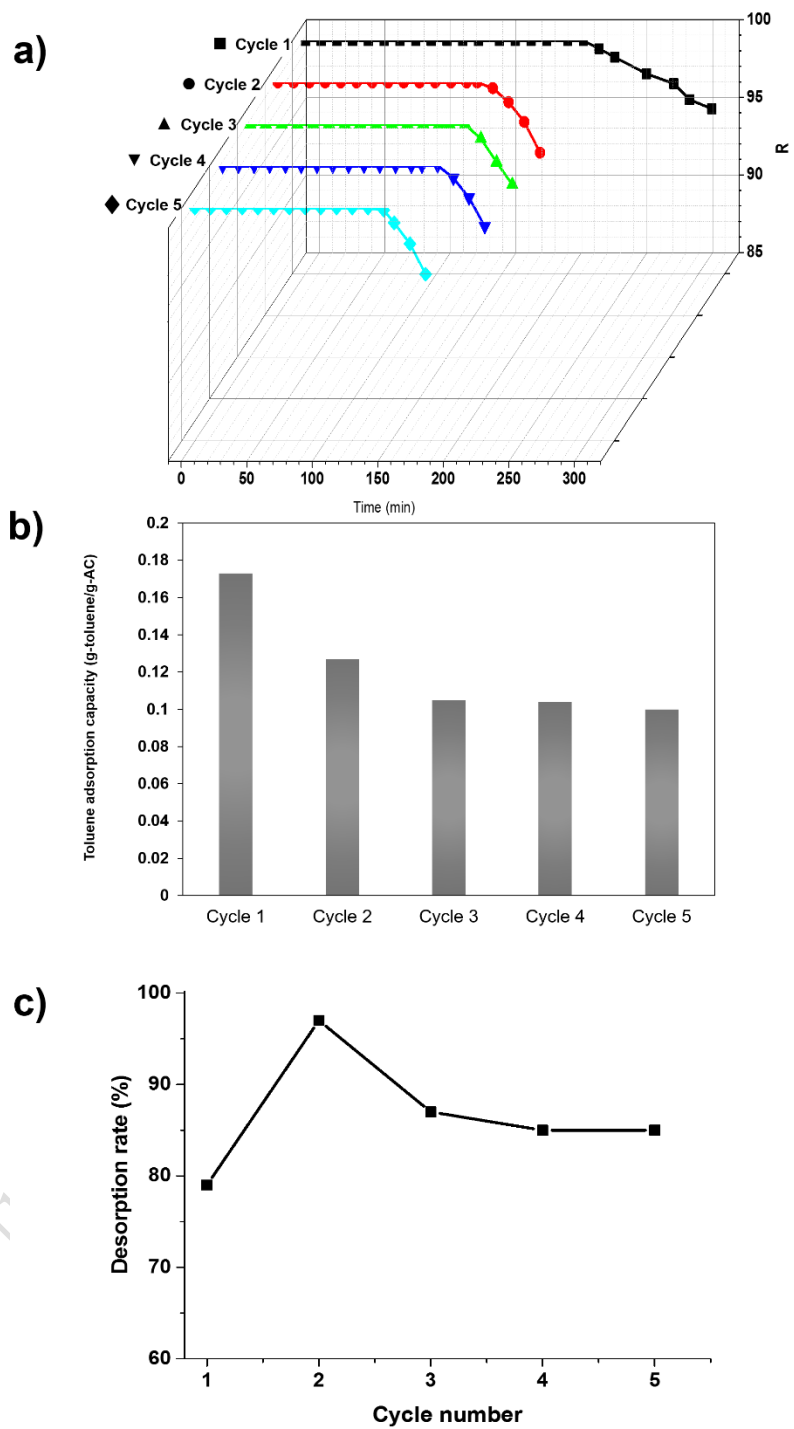 a)
Cycle 1
Cycle 2
Cycle 3
Cycle 4
Cycle 5
100
95
90
85
R
0 50 100 150 200 250 300
Time (min)
b)
Toluene adsorption capacity (g-toluene/g-AC)
0.2
0.18
0.16
0.14
0.12
0.1
0.08
0.06
0.04
0.02
0
Cycle 1 Cycle 2 Cycle 3 Cycle 4 Cycle 5
c)
Desorption rate (%)
100
90
80
70
60
1 2 3 4 5
Cycle number